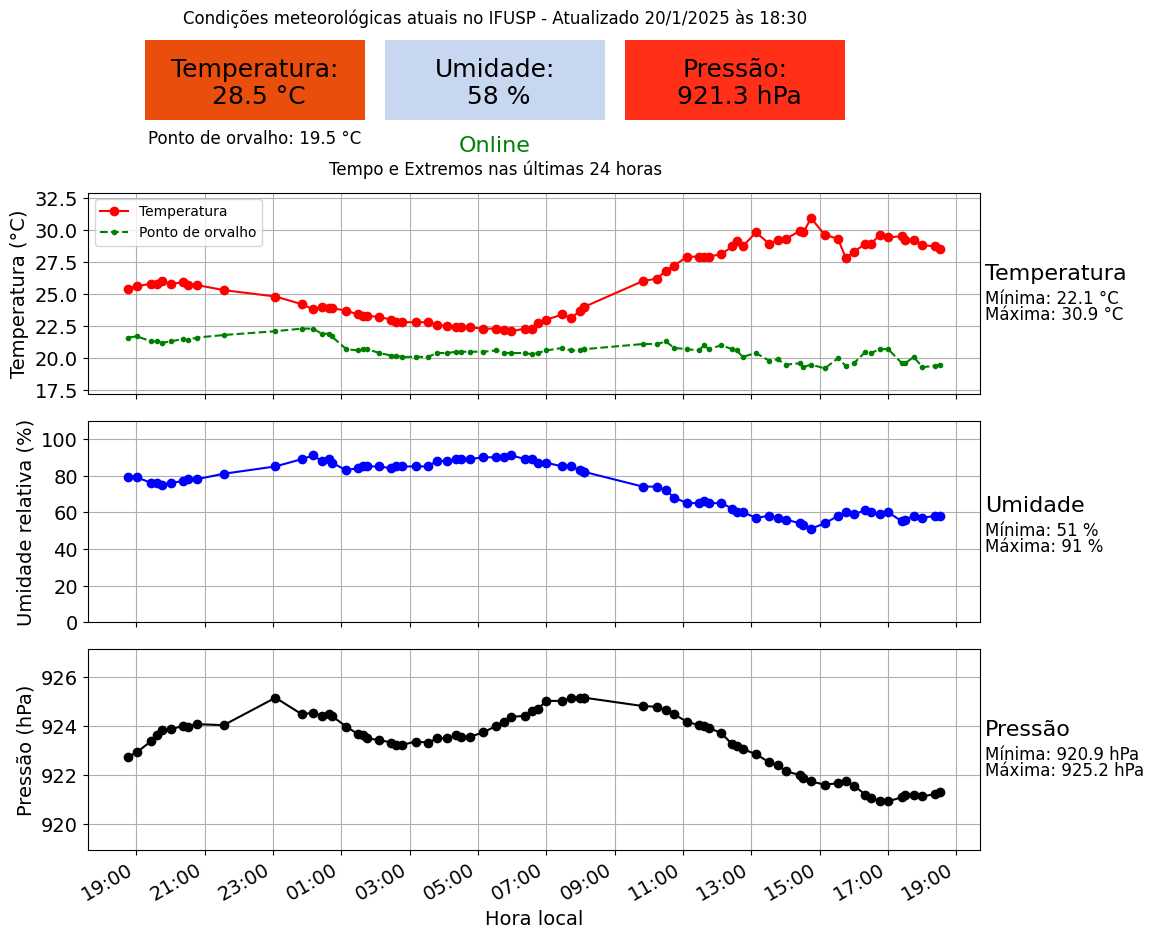 Condições meteorológicas atuais no IFUSP - Atualizado 20/1/2025 às 18:30
Temperatura:
28.5 °C
Umidade:
58 %
Pressão:
921.3 hPa
Ponto de orvalho: 19.5 °C
Online
Tempo e Extremos nas últimas 24 horas
Temperatura (°C)
32.5
30.0
27.5
25.0
22.5
20.0
17.5
Temperatura
Ponto de orvalho
Temperatura
Mínima: 22.1 °C
Máxima: 30.9 °C
Umidade relativa (%)
100
80
60
40
20
0
Umidade
Mínima: 51 %
Máxima: 91 %
Pressão (hPa)
926
924
922
920
Pressão
Mínima: 920.9 hPa
Máxima: 925.2 hPa
19:00 21:00 23:00 01:00 03:00 05:00 07:00 09:00 11:00 13:00 15:00 17:00 19:00
Hora local